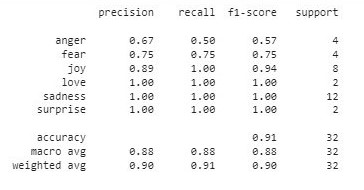 precision recall f1-score support
anger 0.67 0.50 0.57 4
fear 0.75 0.75 0.75 4
joy 0.89 1.00 0.94 8
love 1.00 1.00 1.00 2
sadness 1.00 1.00 1.00 12
surprise 1.00 1.00 1.00 2
accuracy 0.91 32
macro avg 0.88 0.88 0.88 32
weighted avg 0.90 0.91 0.90 32